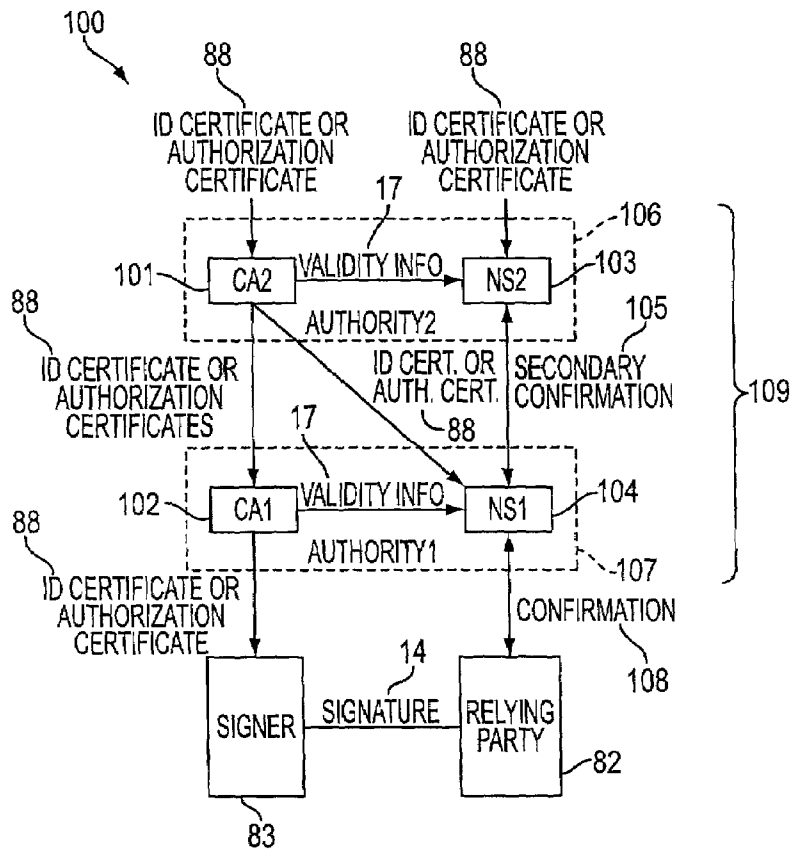 100
88
88
ID CERTIFICATE OR
AUTHORIZATION
CERTIFICATE
ID CERTIFICATE OR
AUTHORIZATION
CERTIFICATE
17
106
101
CA2
VALIDITY INFO
NS2
103
AUTHORITY2
88
105
ID CERTIFICATE OR
AUTHORIZATION
CERTIFICATES
ID CERT. OR
AUTH. CERT.
88
SECONDARY
CONFIRMATION
109
17
102
CA1
VALIDITY INFO
NS1
104
AUTHORITY1
107
88
ID CERTIFICATE OR
AUTHORIZATION
CERTIFICATE
CONFIRMATION
108
14
SIGNER
SIGNATURE
RELYING
PARTY
82
83